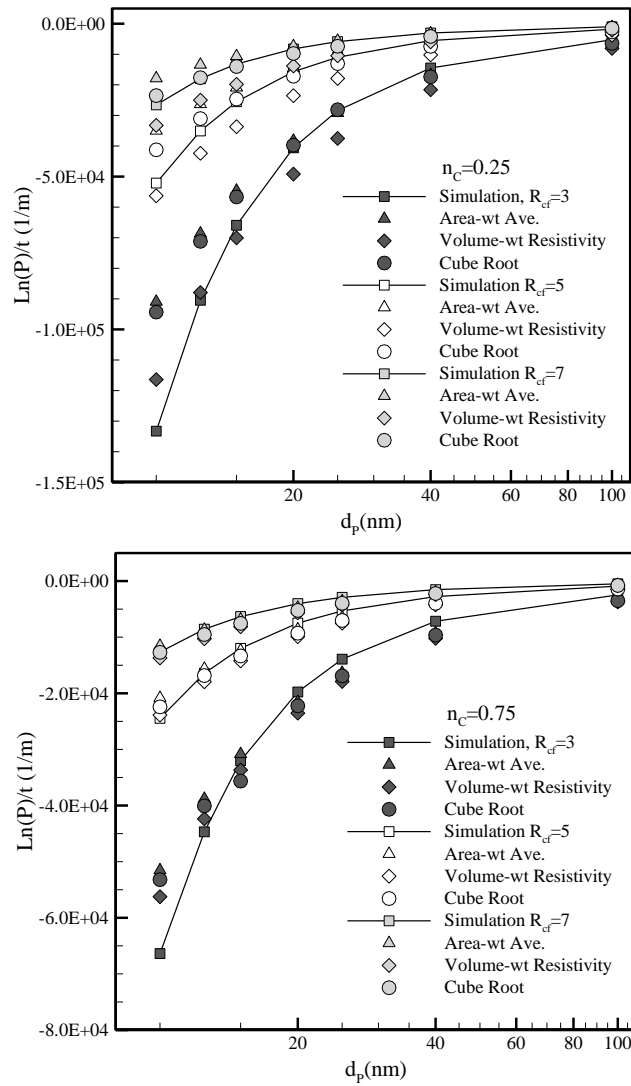 0.0E+00
-5.0E+04
-1.0E+05
-1.5E+05
Ln(P)/t (1/m)
n_C=0.25
Simulation, R_cf=3
Area-wt Ave.
Volume-wt Resistivity
Cube Root
Simulation R_cf=5
Area-wt Ave.
Volume-wt Resistivity
Cube Root
Simulation R_cf=7
Area-wt Ave.
Volume-wt Resistivity
Cube Root
20 40 60 80 100
d_P(nm)
0.0E+00
-2.0E+04
-4.0E+04
-6.0E+04
-8.0E+04
Ln(P)/t (1/m)
n_C=0.75
Simulation, R_cf=3
Area-wt Ave.
Volume-wt Resistivity
Cube Root
Simulation R_cf=5
Area-wt Ave.
Volume-wt Resistivity
Cube Root
Simulation R_cf=7
Area-wt Ave.
Volume-wt Resistivity
Cube Root
20 40 60 80 100
d_P(nm)